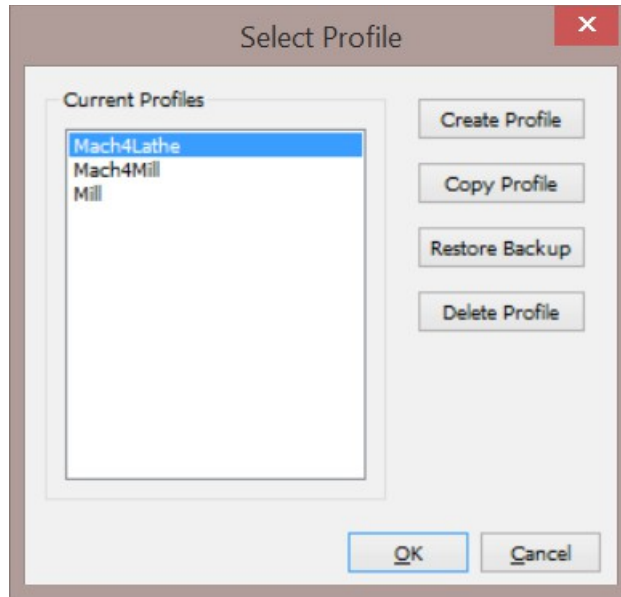 Select Profile
Current Profiles
Mach4Lathe
Mach4Mill
Mill
Create Profile
Copy Profile
Restore Backup
Delete Profile
OK
Cancel